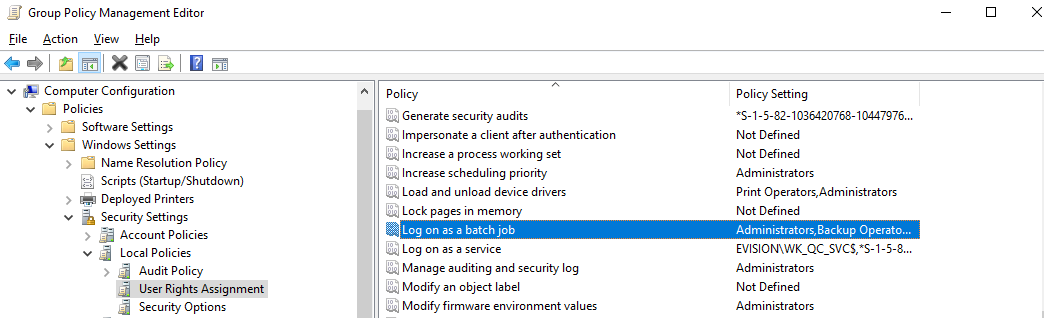 Group Policy Management Editor
File Action View Help
Computer Configuration
Policies
Software Settings
Windows Settings
Name Resolution Policy
Scripts (Startup/Shutdown)
Deployed Printers
Security Settings
Account Policies
Local Policies
Audit Policy
User Rights Assignment
Security Options
Policy Policy Setting
Generate security audits *S-1-5-82-1036420768-10447976...
Impersonate a client after authentication Not Defined
Increase a process working set Not Defined
Increase scheduling priority Administrators
Load and unload device drivers Print Operators,Administrators
Lock pages in memory Not Defined
Log on as a batch job Administrators,Backup Operato...
Log on as a service EVISION\WK_QC_SVC$,*S-1-5-8...
Manage auditing and security log Administrators
Modify an object label Not Defined
Modify firmware environment values Administrators